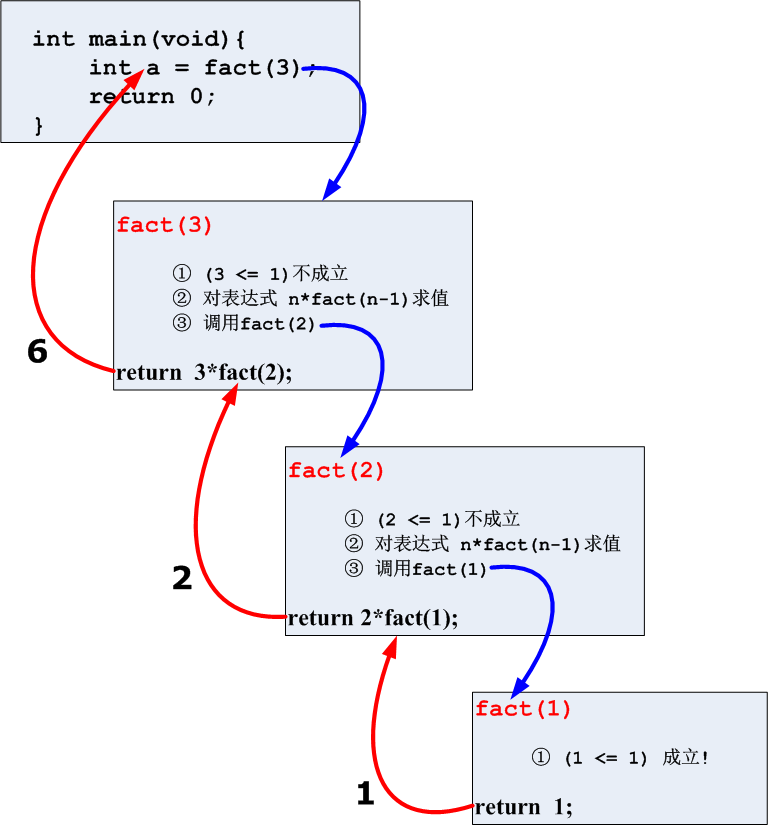 int main(void){
int a = fact(3);
return 0;
}
fact(3)
① (3 <= 1)不成立
② 对表达式 n*fact(n-1)求值
③ 调用fact(2)
6
return 3*fact(2);
fact(2)
① (2 <= 1)不成立
② 对表达式 n*fact(n-1)求值
③ 调用fact(1)
2
return 2*fact(1);
fact(1)
① (1 <= 1) 成立!
1
return 1;